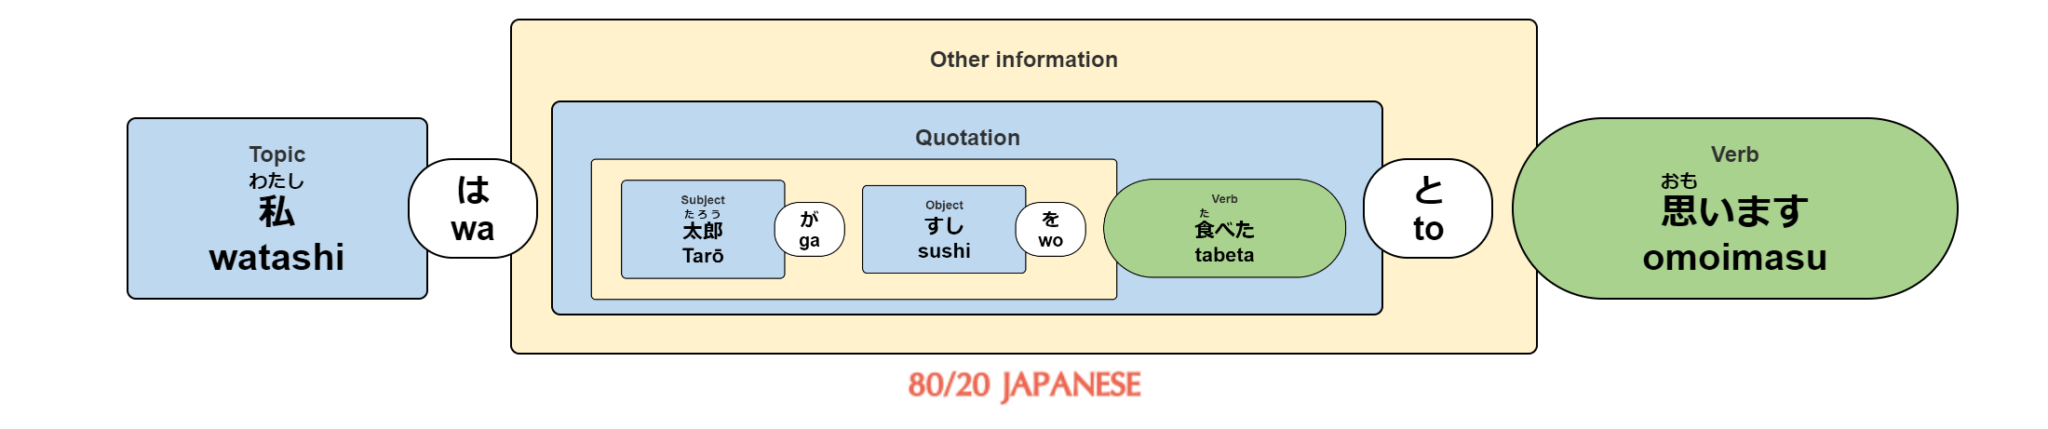 Other information
Quotation
Topic
わたし
私
watashi
は
wa
Subject
たろう
太郎
Tarō
が
ga
Object
すし
sushi
を
wo
Verb
た
食べた
tabeta
と
to
Verb
おも
思います
omoimasu
80/20 JAPANESE